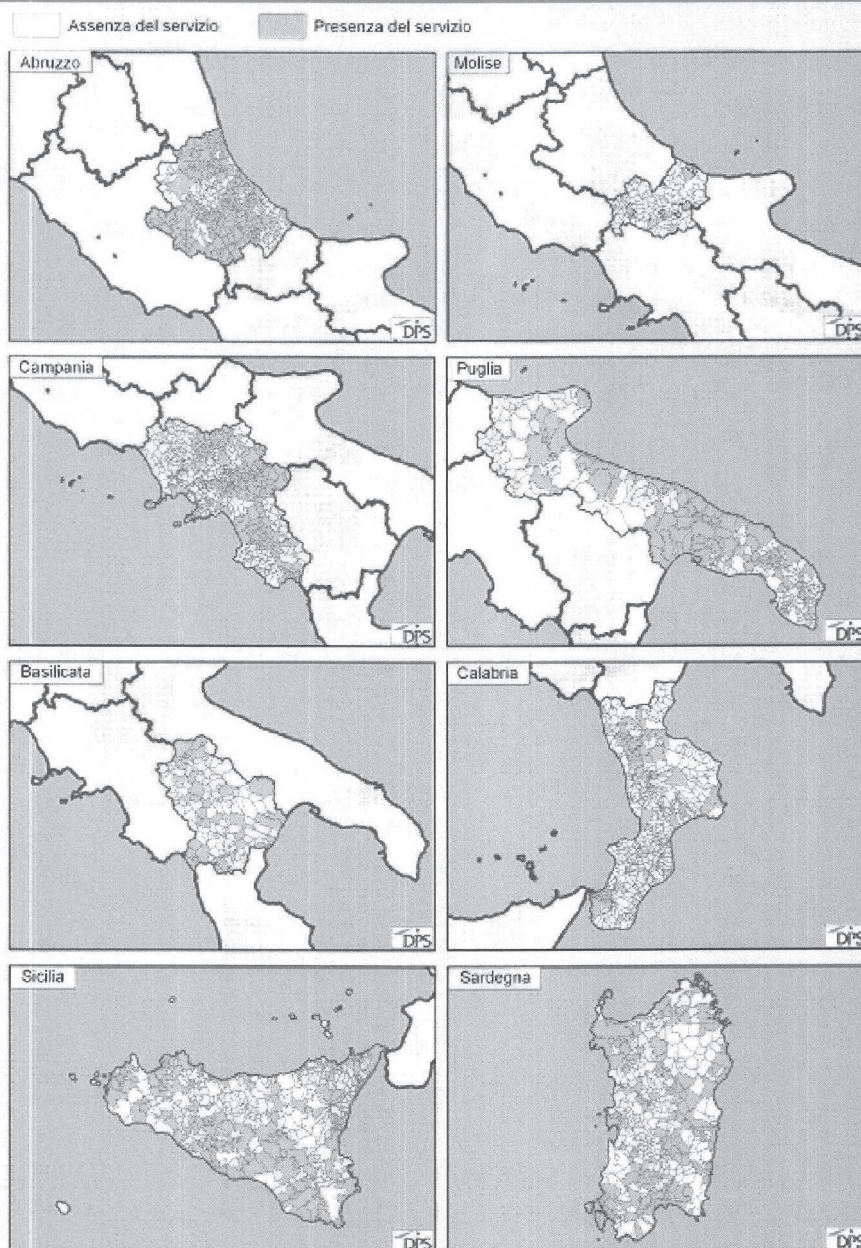 Assenza del servizio Presenza del servizio
Abruzzo Molise
DPS DPS
Campania Puglia
DPS DPS
Basilicata Calabria
DPS DPS
Sicilia Sardegna
DPS DPS